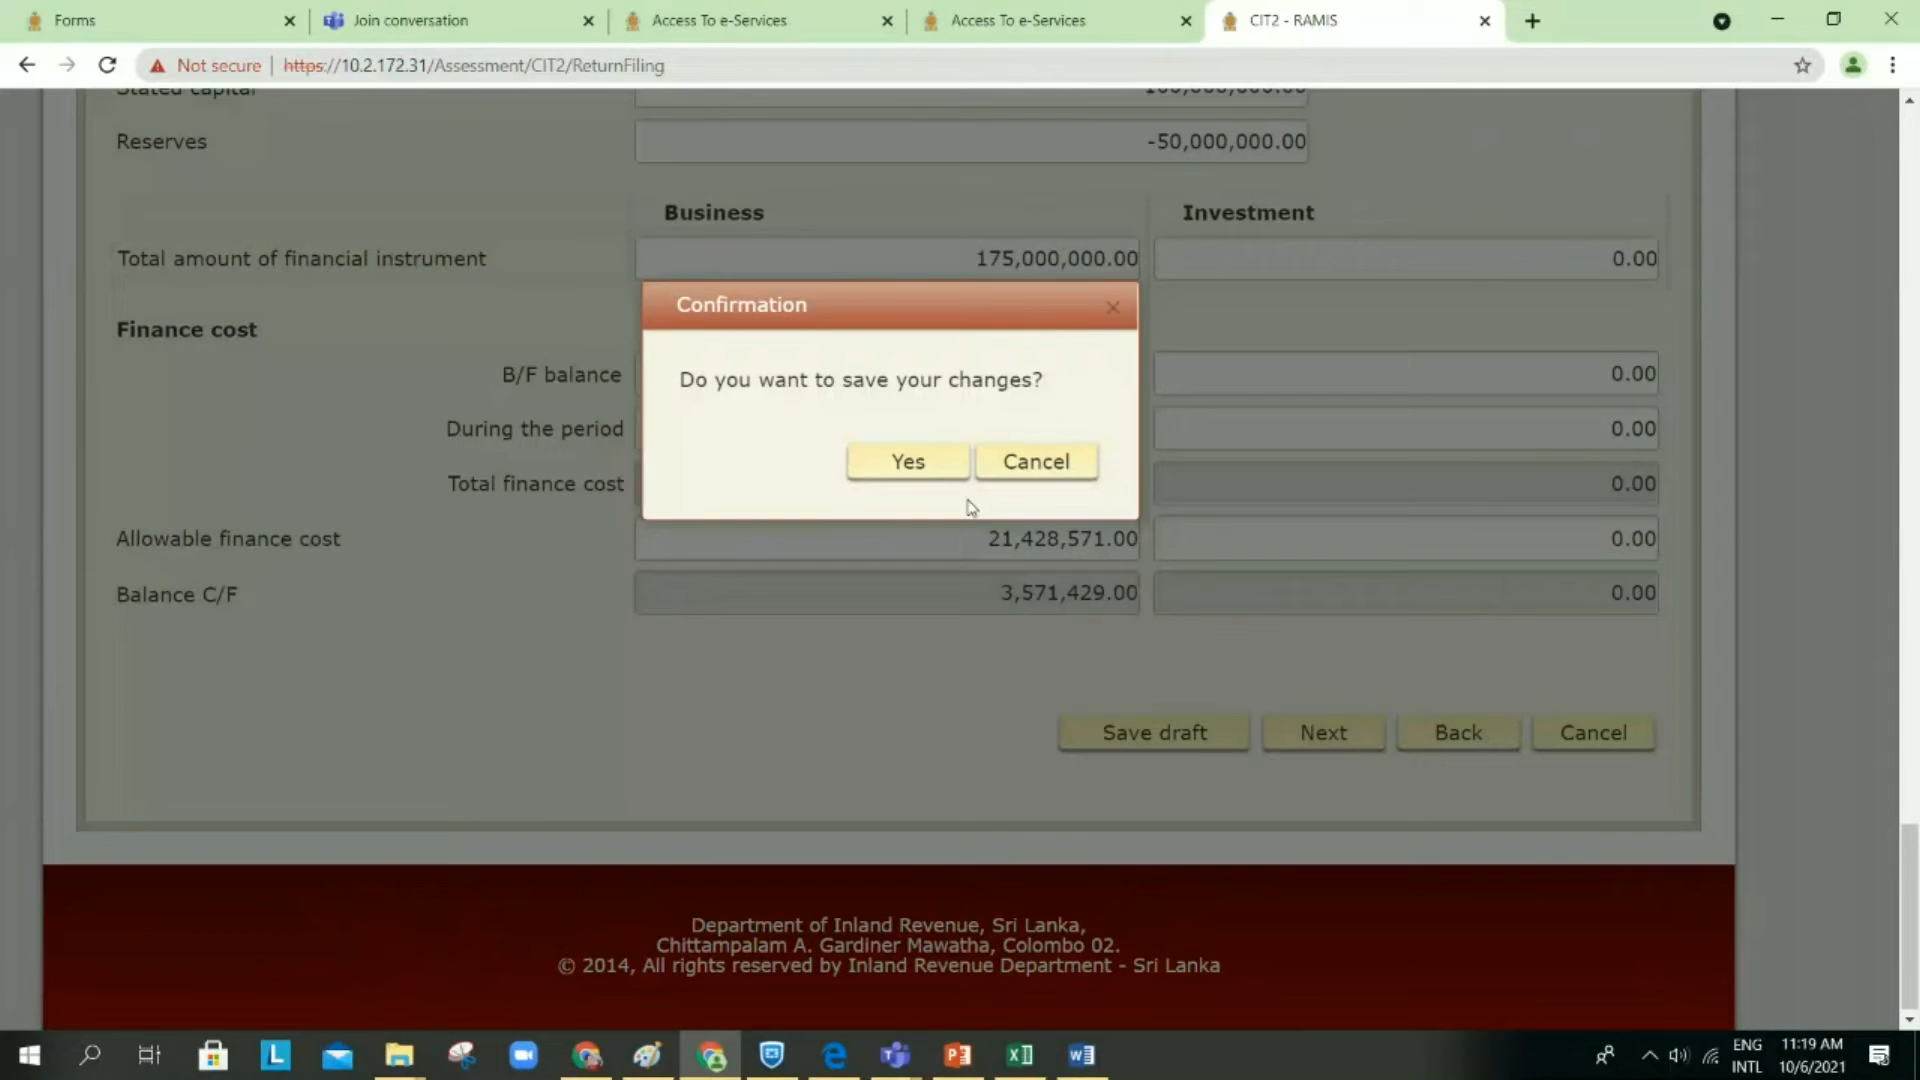 Forms
Join conversation
Access To e-Services
Access To e-Services
CIT2 - RAMIS
Not secure | https://10.2.172.31/Assessment/CIT2/ReturnFiling
Stated capital
Reserves -50,000,000.00
Business Investment
Total amount of financial instrument 175,000,000.00 0.00
Confirmation
Finance cost
Do you want to save your changes?
B/F balance 0.00
During the period 0.00
Yes Cancel
Total finance cost 0.00
Allowable finance cost 21,428,571.00 0.00
Balance C/F 3,571,429.00 0.00
Save draft Next Back Cancel
Department of Inland Revenue, Sri Lanka,
Chittampalam A. Gardiner Mawatha, Colombo 02.
© 2014, All rights reserved by Inland Revenue Department - Sri Lanka
ENG
INTL
11:19 AM
10/6/2021